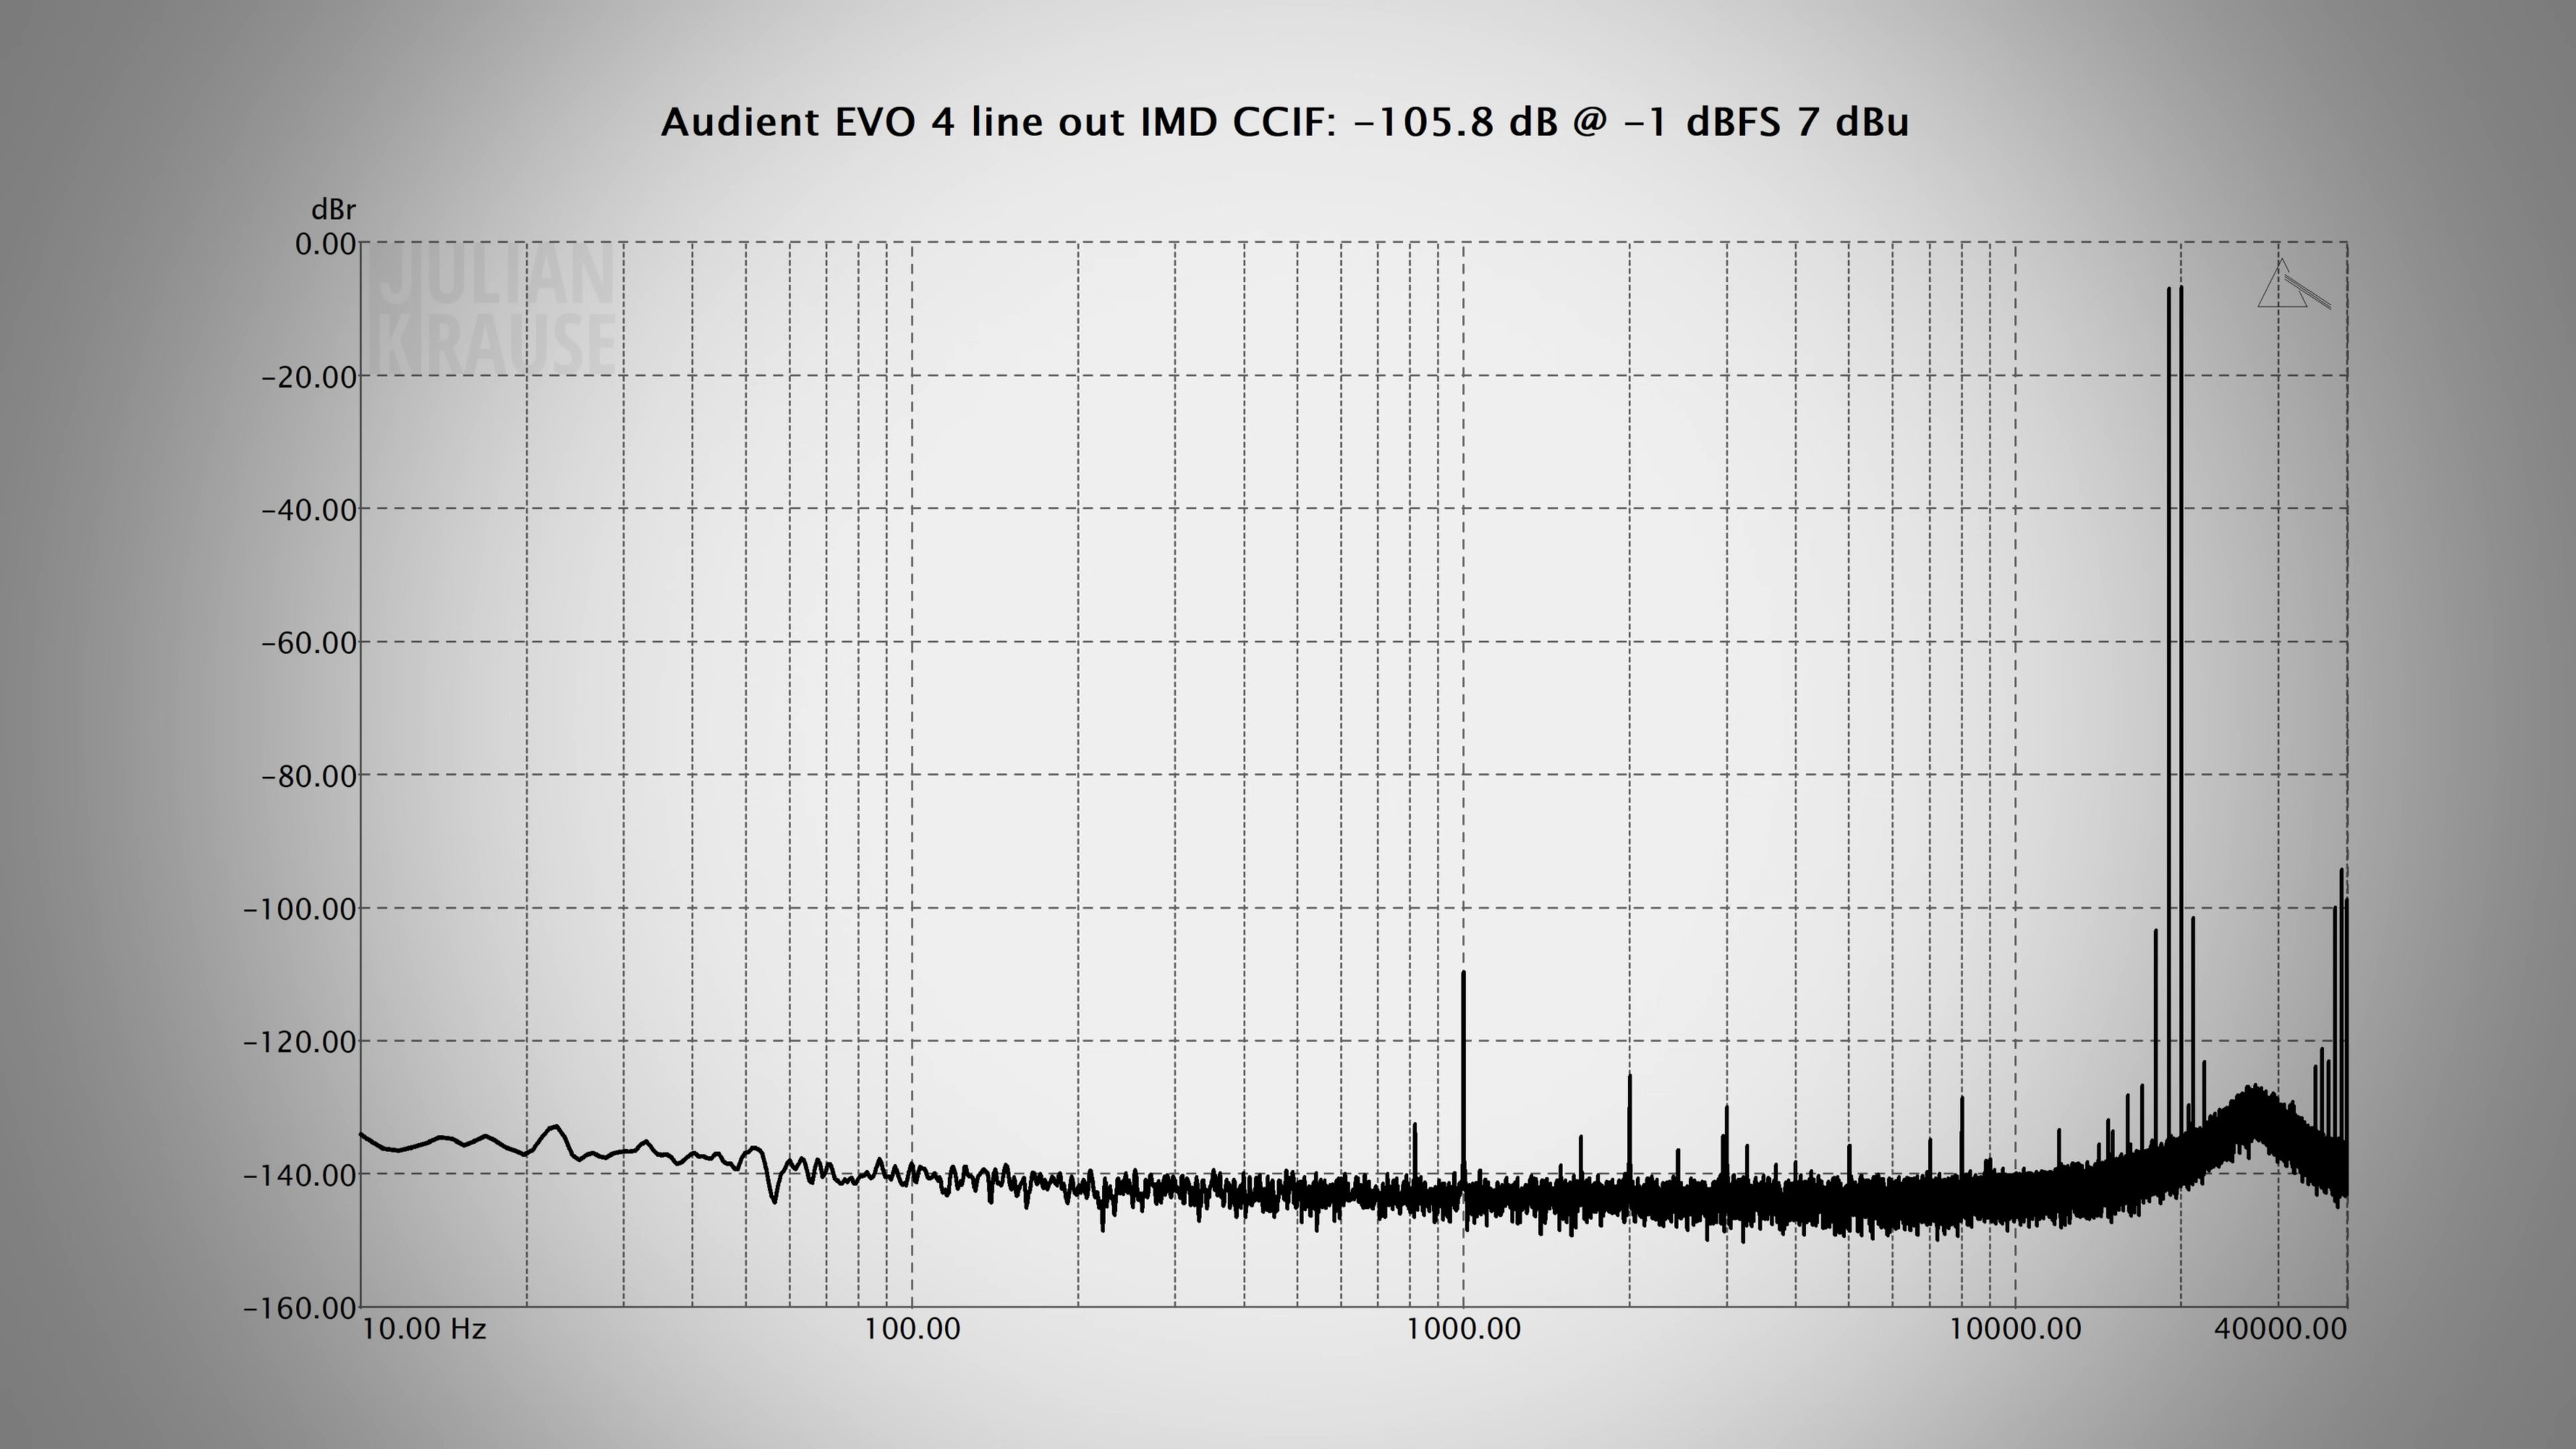 Audient EVO 4 line out IMD CCIF: -105.8 dB @ -1 dBFS 7 dBu
dBr
0.00
JULIAN
KRAUSE
-20.00
-40.00
-60.00
-80.00
-100.00
-120.00
-140.00
-160.00
10.00 Hz 100.00 1000.00 10000.00 40000.00